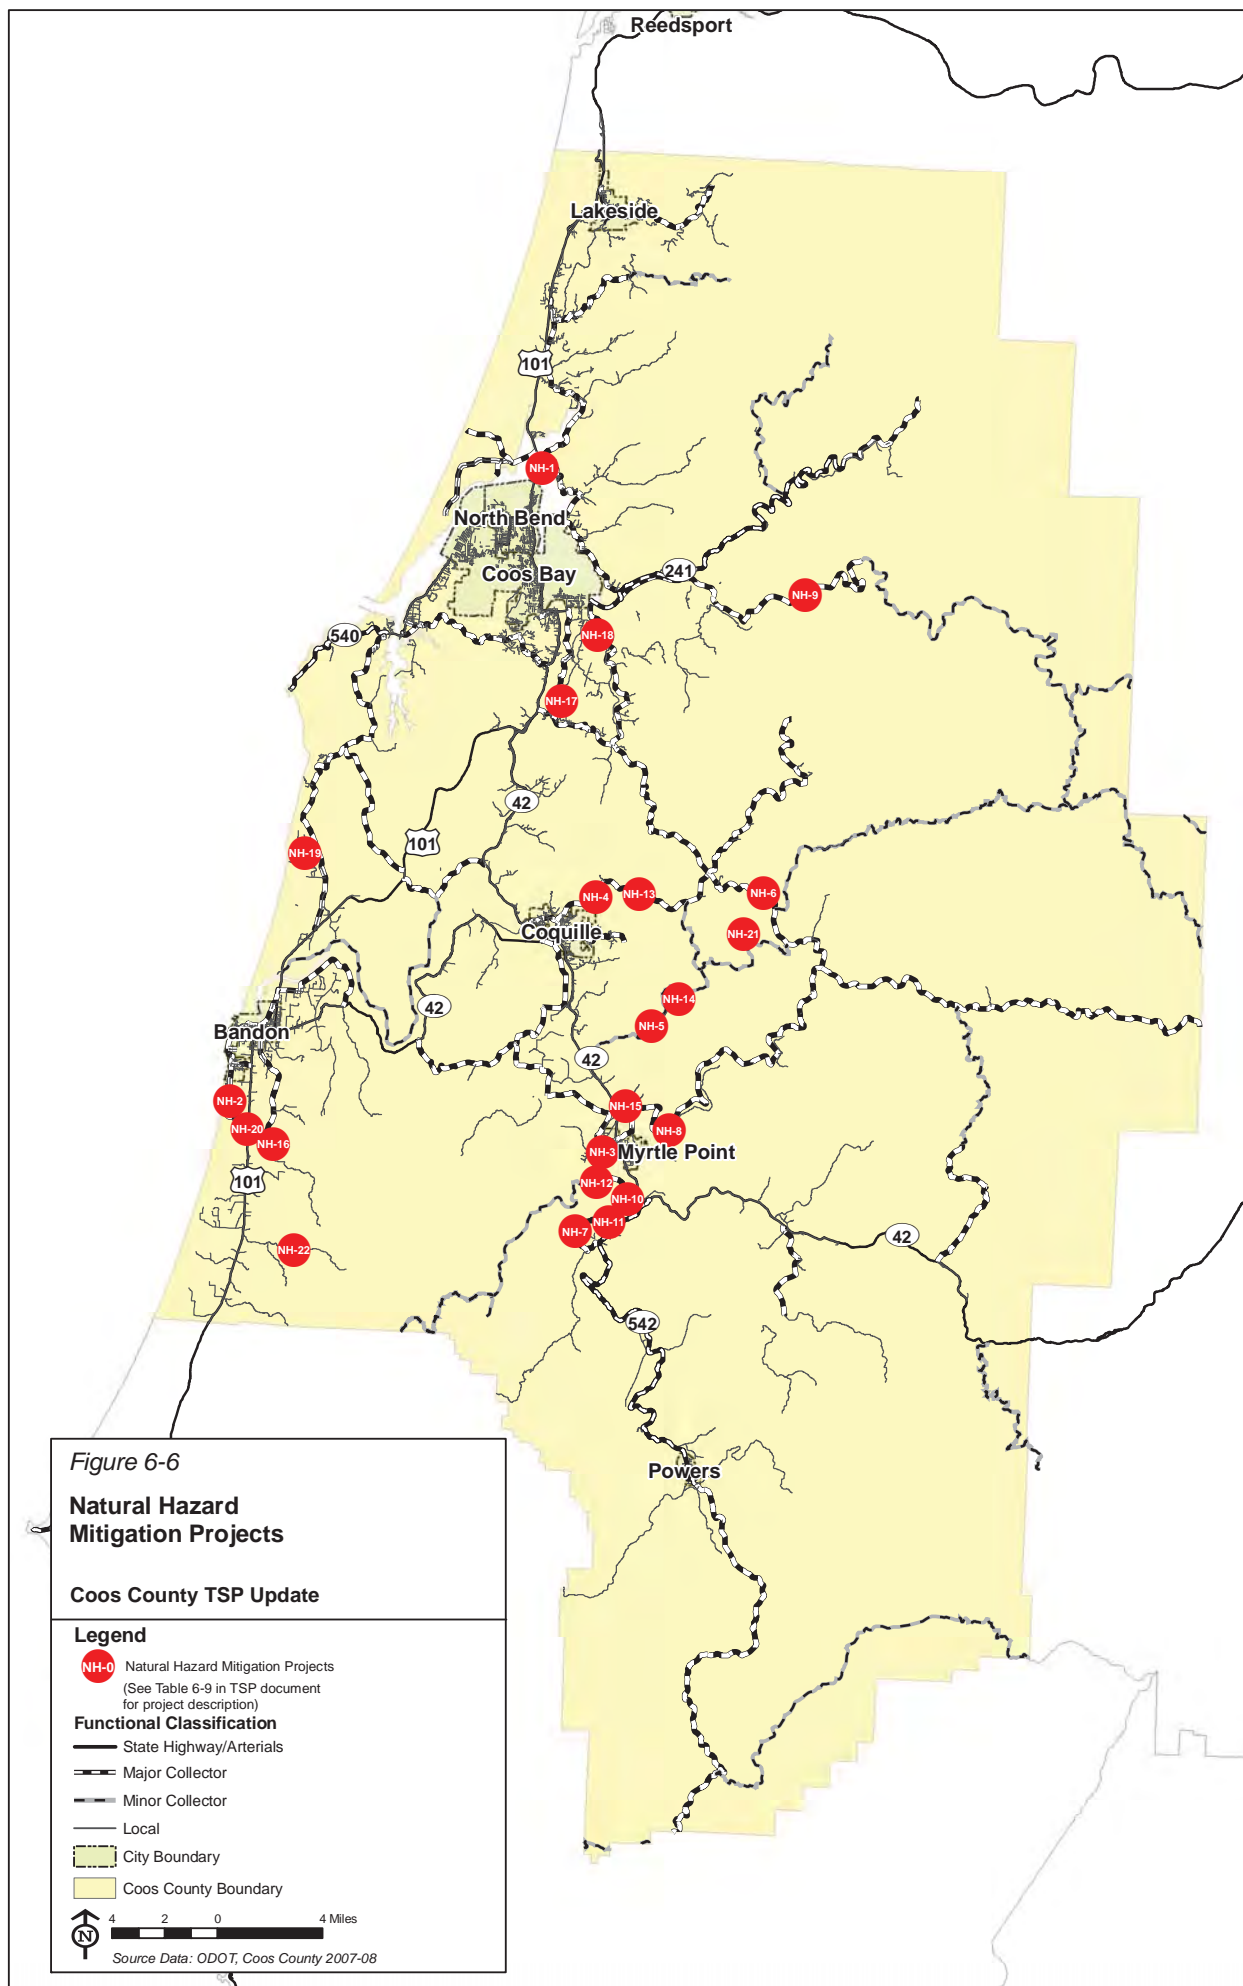 Reedsport
Lakeside
101
NH-1
North Bend
Coos Bay
241
NH-9
540
NH-18
NH-17
42
101
NH-19
NH-4
NH-13
NH-6
Coquille
NH-21
NH-14
42
NH-5
Bandon
42
NH-2
NH-15
NH-20
NH-8
NH-16
NH-3
Myrtle Point
101
NH-12
NH-10
NH-11
NH-7
42
NH-22
542
Powers
Figure 6-6
Natural Hazard
Mitigation Projects
Coos County TSP Update
Legend
NH-0 Natural Hazard Mitigation Projects
(See Table 6-9 in TSP document
for project description)
Functional Classification
State Highway/Arterials
Major Collector
Minor Collector
Local
City Boundary
Coos County Boundary
N
4 2 0 4 Miles
Source Data: ODOT, Coos County 2007-08